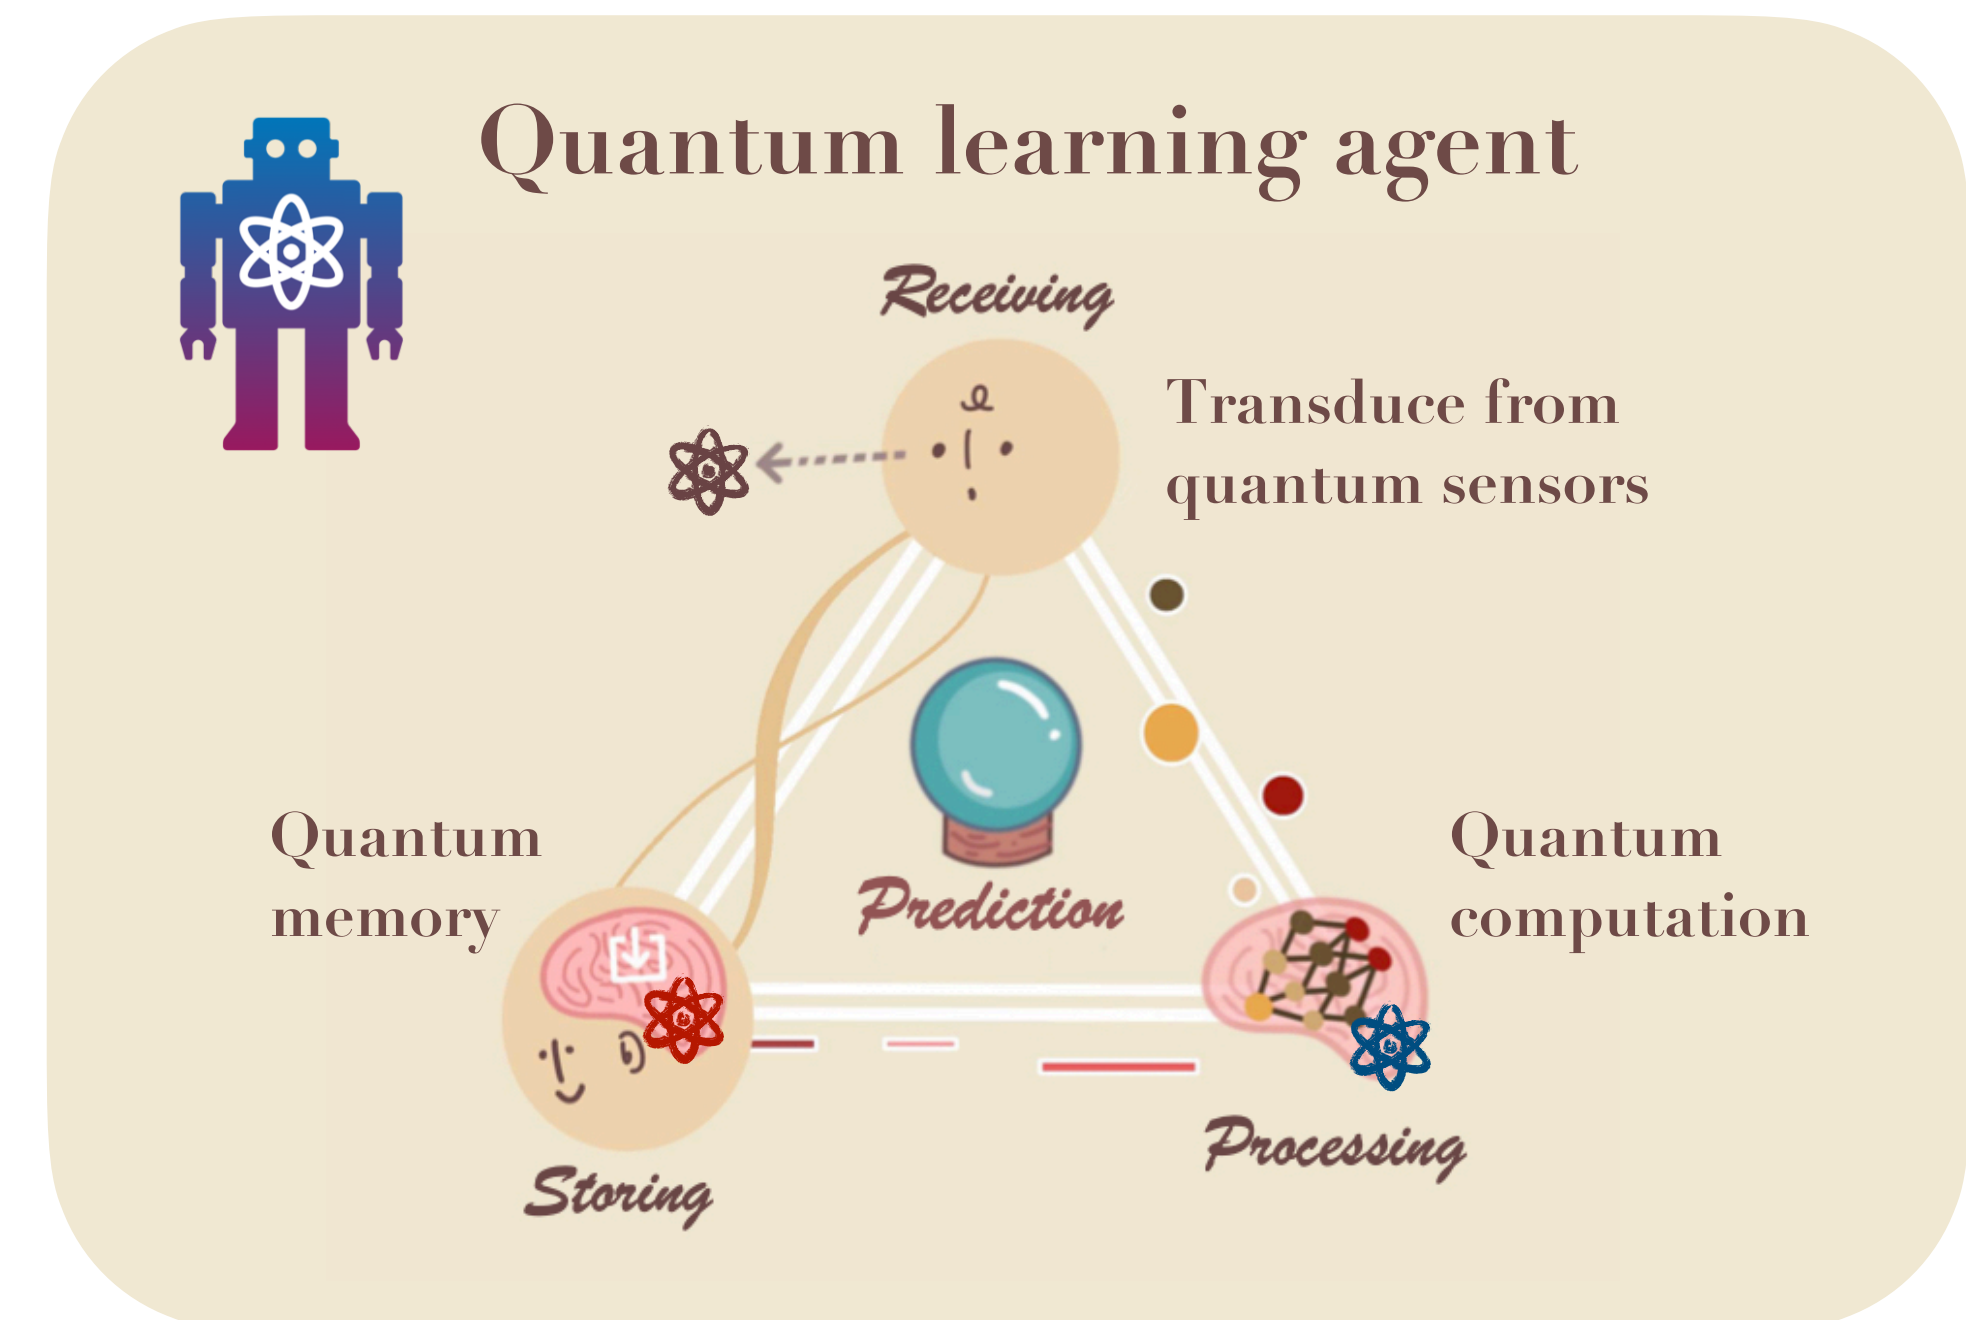 Quantum learning agent
Receiving
Transduce from
quantum sensors
Quantum
memory
Prediction
Quantum
computation
Processing
Storing